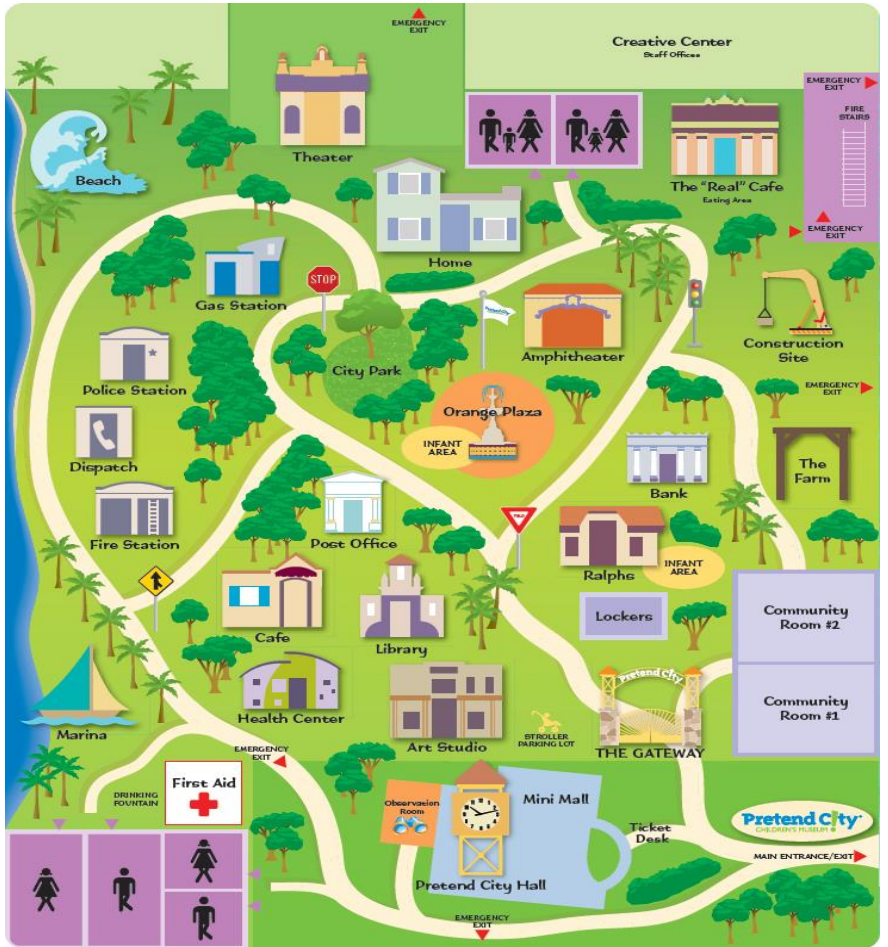 EMERGENCY
EXIT
Creative Center
Staff Offices
EMERGENCY
EXIT
FIRE
STAIRS
Theater
Beach
The "Real" Cafe
Eating Area
EMERGENCY
EXIT
Home
STOP
Gas Station
Pretend City
Amphitheater
Construction
Site
City Park
Police Station
EMERGENCY
EXIT
Orange Plaza
INFANT
AREA
Dispatch
The
Farm
Bank
YIELD
Fire Station
Post Office
Ralphs
INFANT
AREA
Lockers
Community
Room #2
Cafe
Library
Pretend City
Community
Room #1
Health Center
Marina
Art Studio
STROLLER
PARKING LOT
THE GATEWAY
EMERGENCY
EXIT
First Aid
DRINKING
FOUNTAIN
Observation
Room
Mini Mall
Ticket
Desk
Pretend City
CHILDREN'S MUSEUM
MAIN ENTRANCE/EXIT
Pretend City Hall
EMERGENCY
EXIT